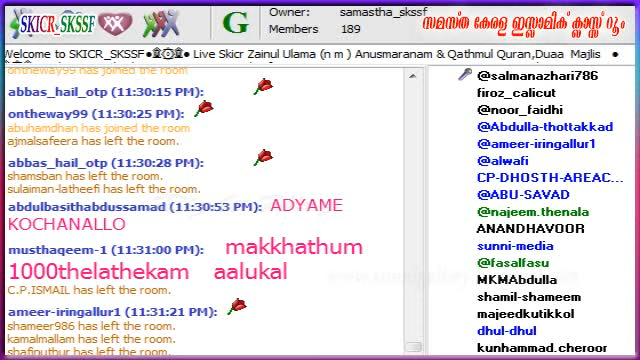 SKICR_SKSSF
G
Owner: samastha_skssf
Members 189
സമസ്ത കേരള ഇസ്ലാമിക് ക്ലാസ്സ് റൂം
Welcome to SKICR_SKSSF●۩۞۩● Live Skicr Zainul Ulama (n ) Anusmaranam & Qathmul Quran,Duaa Majlis ●
ontheway99 has joined the room
abbas_hail_otp (11:30:15 PM):
ontheway99 (11:30:25 PM):
abuhamdhan has joined the room
ajmalsafeera has left the room.
abbas_hail_otp (11:30:28 PM):
shamsban has left the room.
sulaiman-latheefi has left the room.
abdulbasithabdussamad (11:30:53 PM): ADYAME
KOCHANALLO
musthaqeem-1 (11:31:00 PM): makkhathum
1000thelathekam aalukal
C.P.ISMAIL has left the room.
ameer-iringallur1 (11:31:21 PM):
shameer986 has left the room.
kamalmallam has left the room.
shafinuthur has left the room.
@salmanazhari786
firoz_calicut
@noor_faidhi
@Abdulla-thottakkad
@ameer-iringallur1
@alwafi
CP-DHOSTH-AREAC...
@ABU-SAVAD
@najeem.thenala
ANANDHAVOOR
sunni-media
@fasalfasu
MKMAbdulla
shamil-shameem
majeedkutikkol
dhul-dhul
kunhammad.cheroor